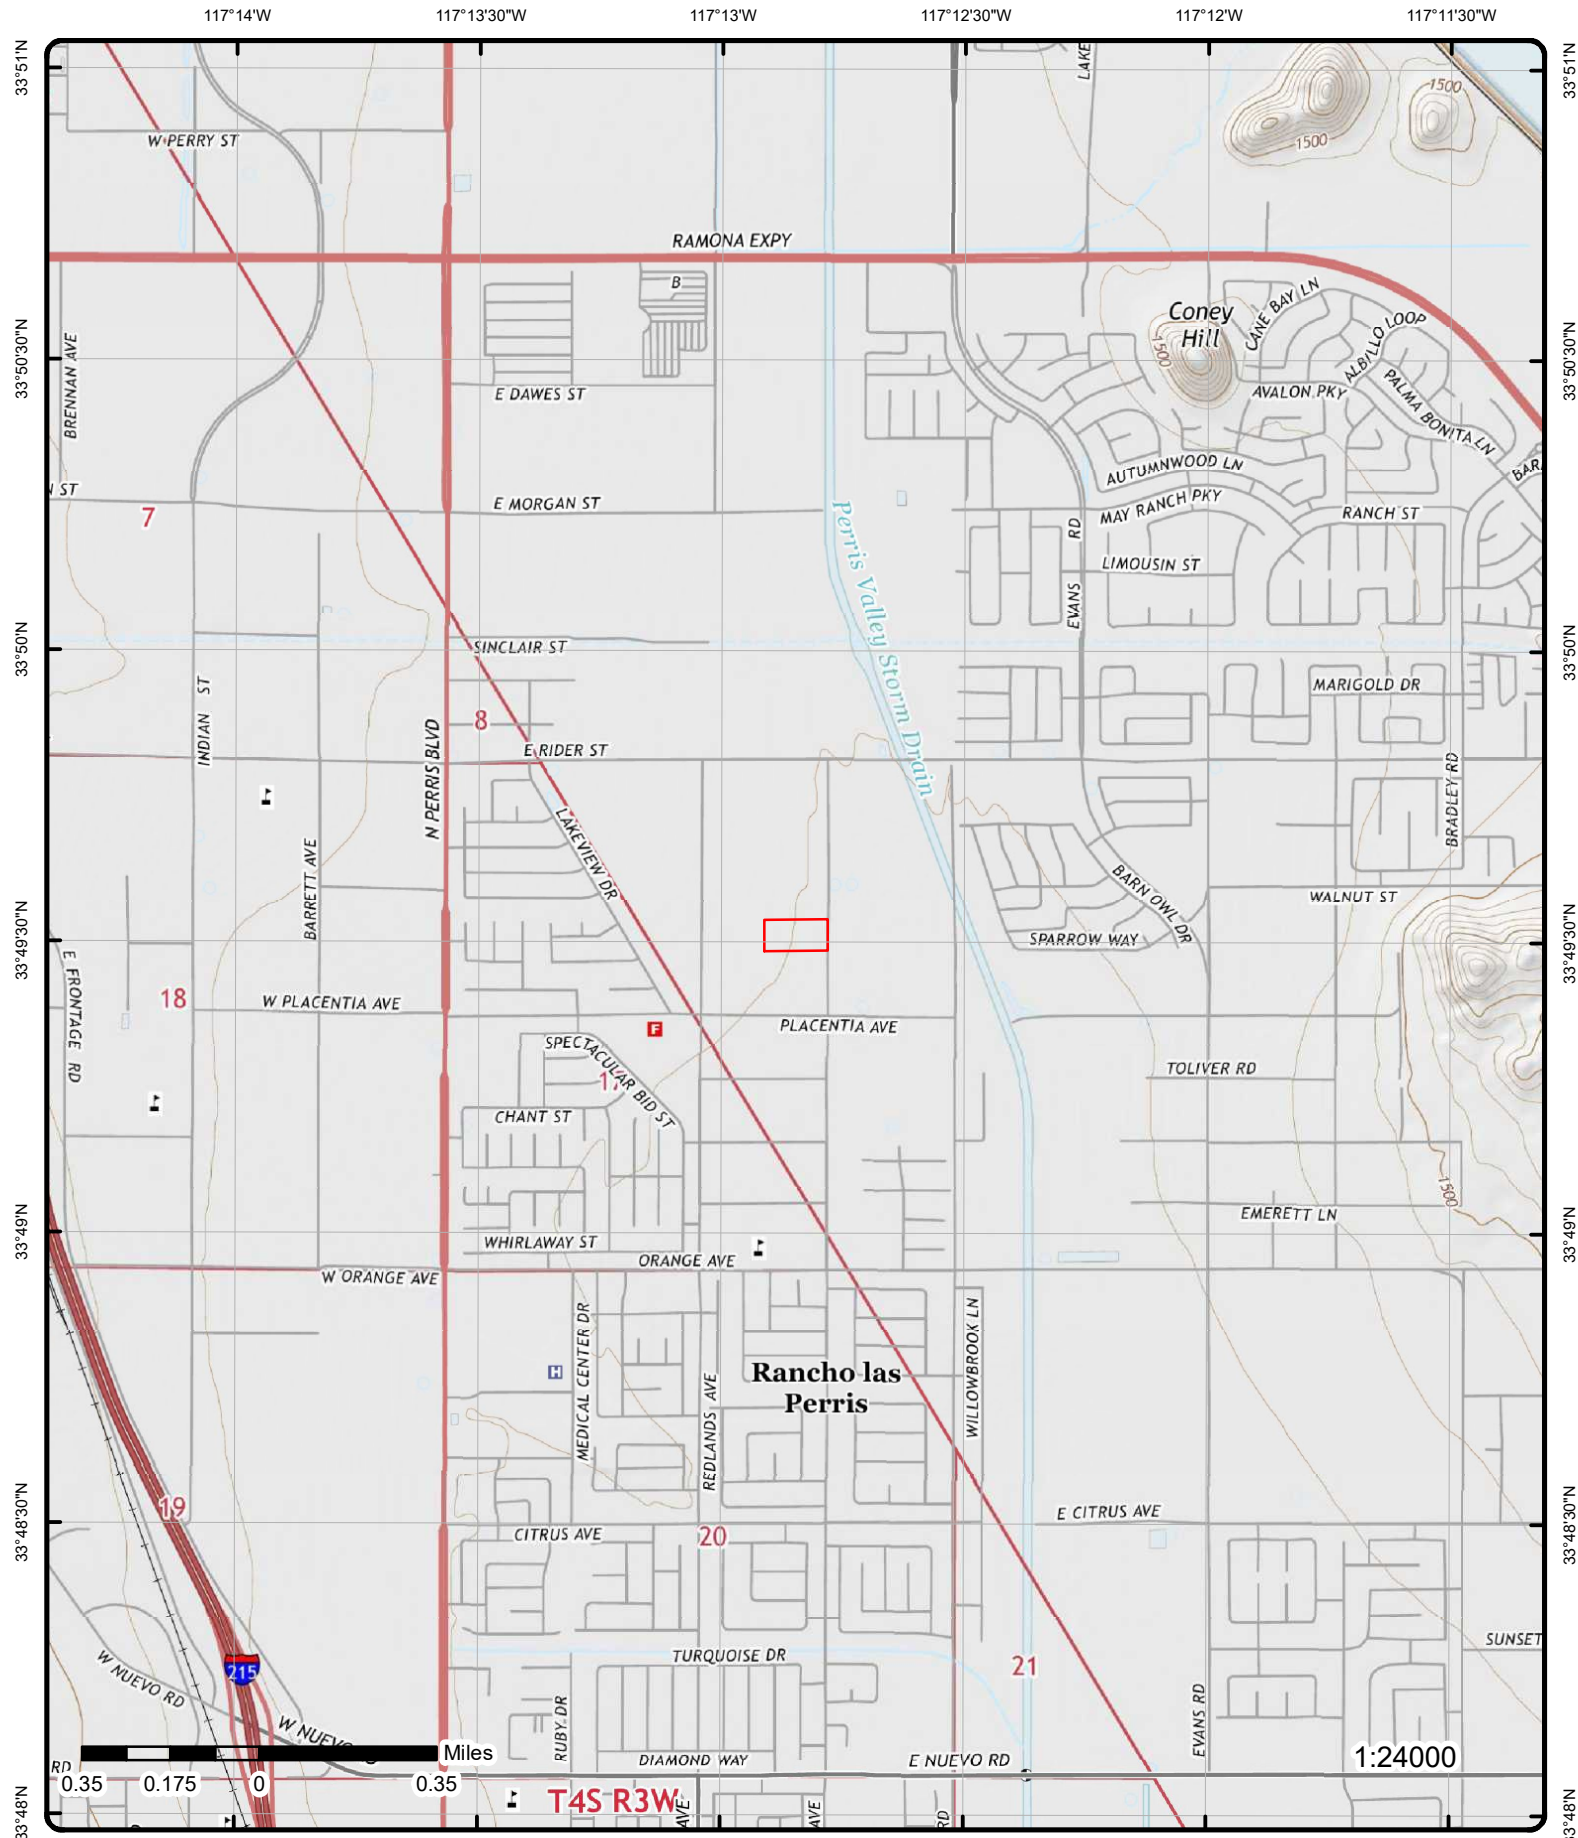 117°14'W
117°13'30"W
117°13'W
117°12'30"W
117°12'W
117°11'30"W
33°51'N
33°51'N
LAKE
1500
W PERRY ST
1500
RAMONA EXPY
B
Coney
Hill
CANE BAY LN
ALBILLO LOOP
33°50'30"N
33°50'30"N
BRENNAN AVE
1500
E DAWES ST
AVALON PKY
PALMA BONITA LN
AUTUMNWOOD LN
ST
E MORGAN ST
MAY RANCH PKY
RANCH ST
7
Perris Valley Storm Drain
EVANS RD
LIMOUSIN ST
33°50'N
33°50'N
SINCLAIR ST
INDIAN ST
MARIGOLD DR
8
N PERRIS BLVD
E RIDER ST
BRADLEY RD
LAKEVIEW DR
BARRETT AVE
BARN OWL DR
WALNUT ST
33°49'30"N
33°49'30"N
SPARROW WAY
E FRONTAGE RD
18
W PLACENTIA AVE
F
PLACENTIA AVE
SPECTACULAR BID ST
17
TOLIVER RD
CHANT ST
1500
EMERETT LN
33°49'N
33°49'N
WHIRLAWAY ST
ORANGE AVE
W ORANGE AVE
MEDICAL CENTER DR
WILLOWBROOK LN
H
REDLANDS AVE
Rancho las
Perris
19
33°48'30"N
33°48'30"N
CITRUS AVE
20
E CITRUS AVE
TURQUOISE DR
SUNSET
21
215
W NUEVO RD
RUBY DR
EVANS RD
W NUEVO
Miles
DIAMOND WAY
E NUEVO RD
1:24000
RD
0.35
0.175
0
0.35
T4S R3W
AVE
AVE
RD
33°48'N
33°48'N